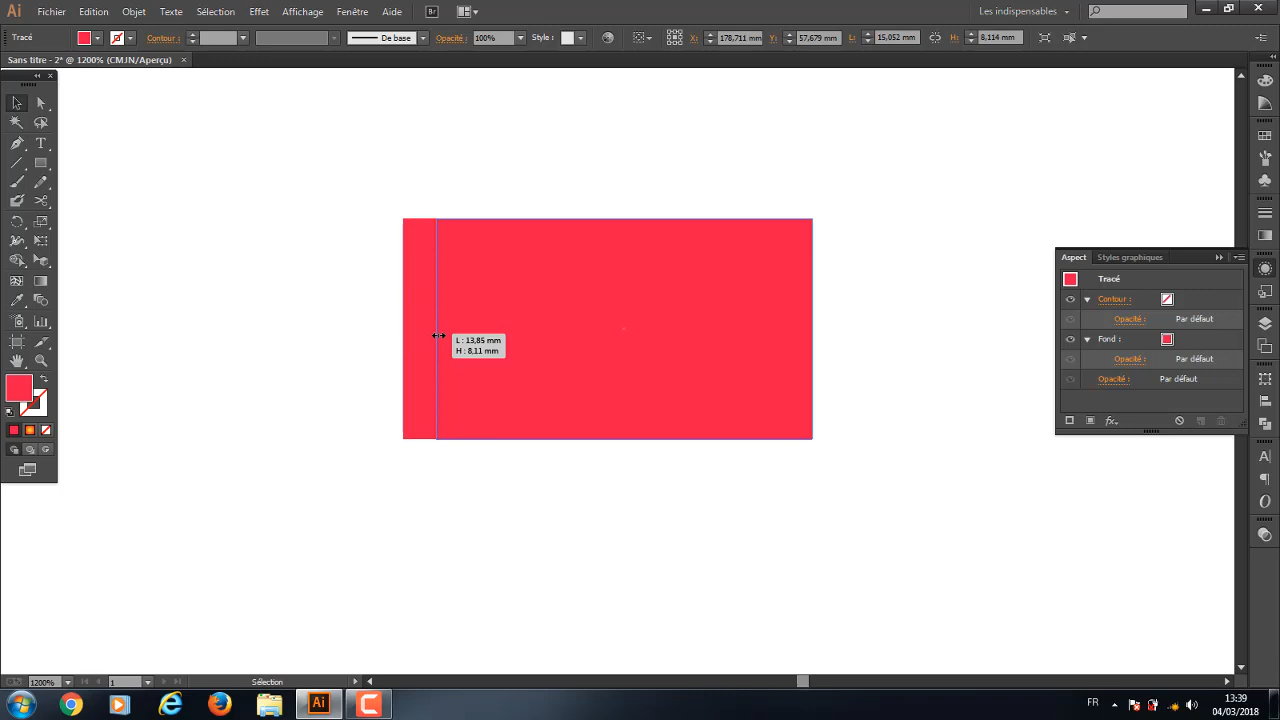 Ai Fichier Edition Objet Texte Sélection Effet Affichage Fenêtre Aide Br Les indispensables
Tracé Contour : De base Opacité : 100% Style : X: 178,711 mm Y: 57,679 mm L: 15,052 mm H: 8,114 mm
Sans titre - 2* @ 1200% (CMJN/Aperçu) ×
Aspect Styles graphiques
Tracé
Contour :
Opacité : Par défaut
Fond :
Opacité : Par défaut
Opacité : Par défaut
fx
L : 13,85 mm
H : 8,11 mm
1200% 1 Sélection
Ai FR 13:39
04/03/2018